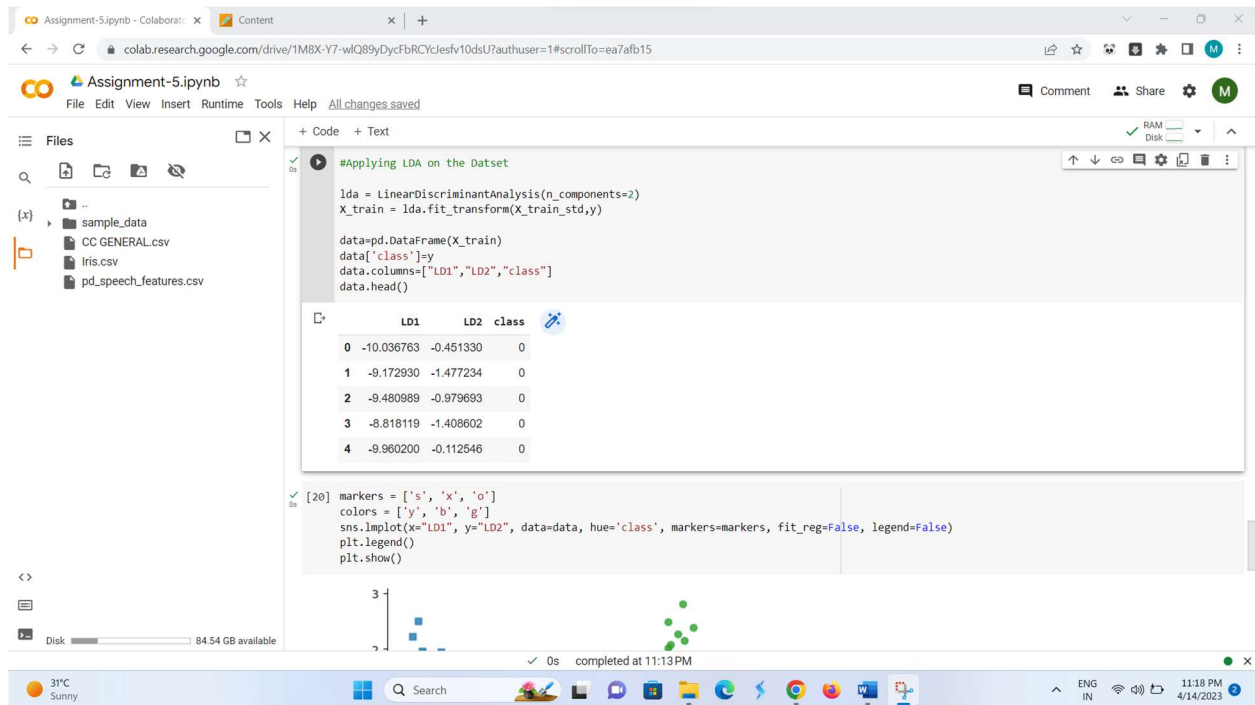 Assignment-5.ipynb - Colaborato
Content
colab.research.google.com/drive/1M8X-Y7-wlQ89yDycFbRCYcJesfv10dsU?authuser=1#scrollTo=ea7afb15
M
CO
Assignment-5.ipynb
File Edit View Insert Runtime Tools Help All changes saved
Comment
Share
M
Files
+ Code + Text
RAM
Disk
{x}
..
sample_data
CC GENERAL.csv
Iris.csv
pd_speech_features.csv
0s
#Applying LDA on the Datset
lda = LinearDiscriminantAnalysis(n_components=2)
X_train = lda.fit_transform(X_train_std,y)
data=pd.DataFrame(X_train)
data['class']=y
data.columns=["LD1","LD2","class"]
data.head()
LD1 LD2 class
0 -10.036763 -0.451330 0
1 -9.172930 -1.477234 0
2 -9.480989 -0.979693 0
3 -8.818119 -1.408602 0
4 -9.960200 -0.112546 0
0s
[20] markers = ['s', 'x', 'o']
colors = ['y', 'b', 'g']
sns.lmplot(x="LD1", y="LD2", data=data, hue='class', markers=markers, fit_reg=False, legend=False)
plt.legend()
plt.show()
3
2
Disk
84.54 GB available
0s completed at 11:13 PM
31°C
Sunny
Search
ENG
IN
11:18 PM
4/14/2023
2